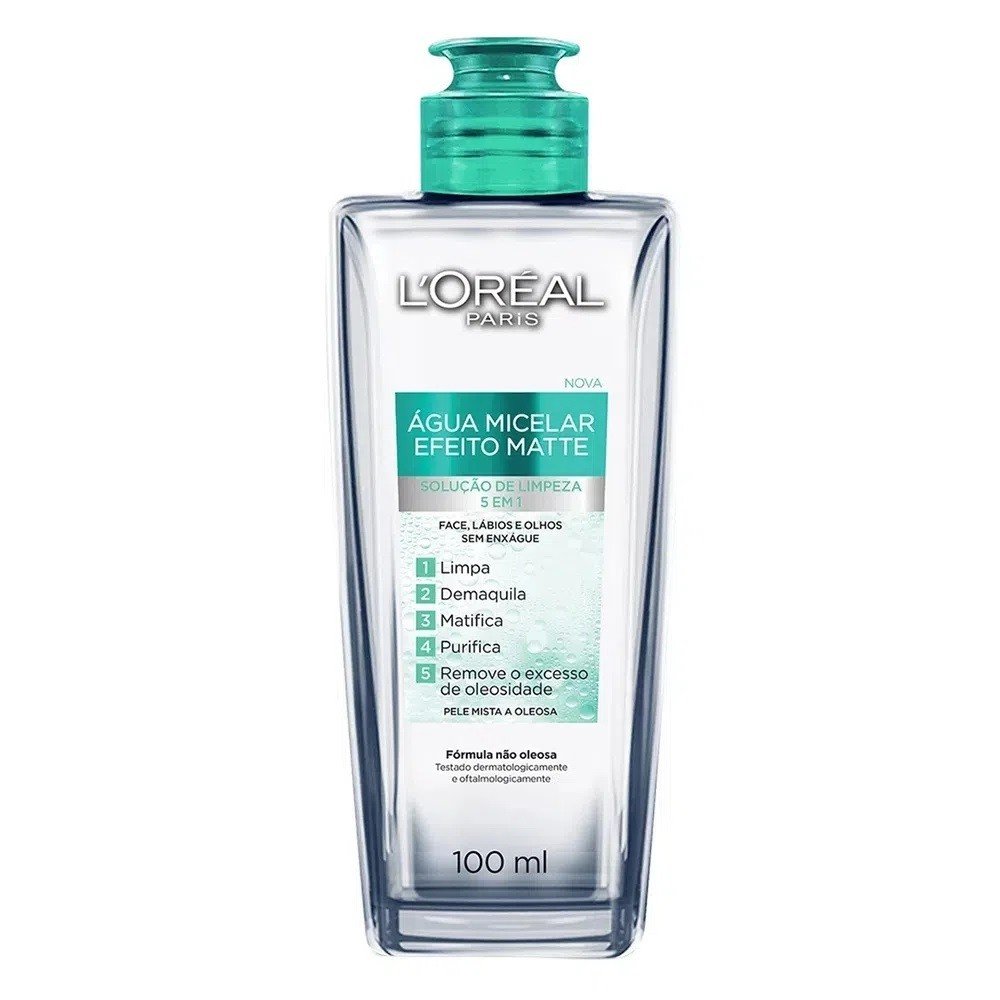 L'ORÉAL
PARiS
NOVA
ÁGUA MICELAR
EFEITO MATTE
SOLUÇÃO DE LIMPEZA
5 EM 1
FACE, LÁBIOS E OLHOS
SEM ENXÁGUE
1 Limpa
2 Demaquila
3 Matifica
4 Purifica
5 Remove o excesso
de oleosidade
PELE MISTA A OLEOSA
Fórmula não oleosa
Testado dermatologicamente
e oftalmologicamente
100 ml